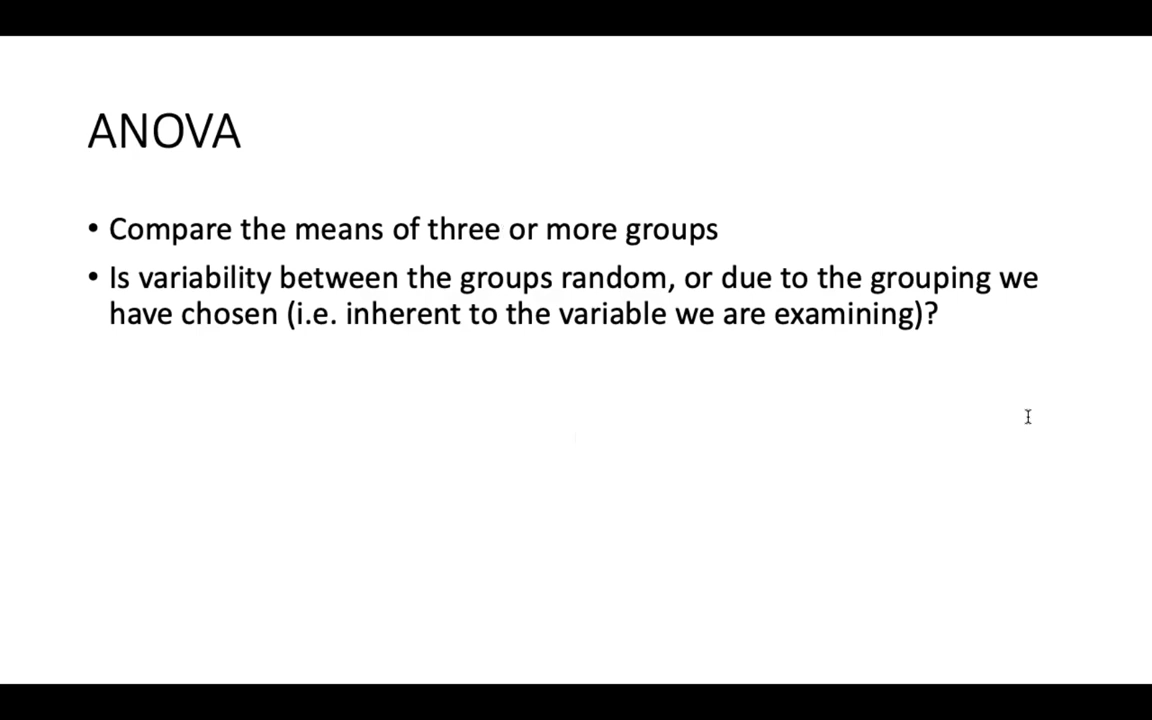 ANOVA
• Compare the means of three or more groups
• Is variability between the groups random, or due to the grouping we
have chosen (i.e. inherent to the variable we are examining)?